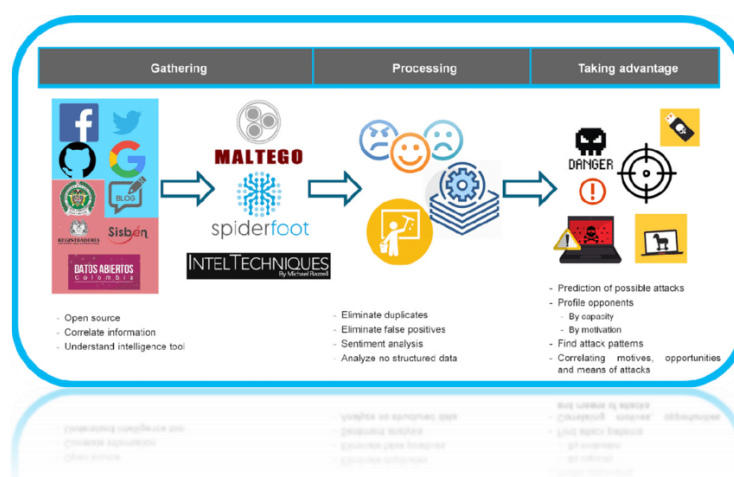 Gathering
Processing
Taking advantage
MALTEGO
spiderfoot
INTELTECHNIQUES
By Michael Bazzell
BLOG
REGISTRADURÍA
Sisbén
DATOS ABIERTOS
Colombia
DANGER
- Open source
- Correlate information
- Understand intelligence tool
- Eliminate duplicates
- Eliminate false positives
- Sentiment analysis
- Analyze no structured data
- Prediction of possible attacks
- Profile opponents
- By capacity
- By motivation
- Find attack patterns
- Correlating motives, opportunities
and means of attacks